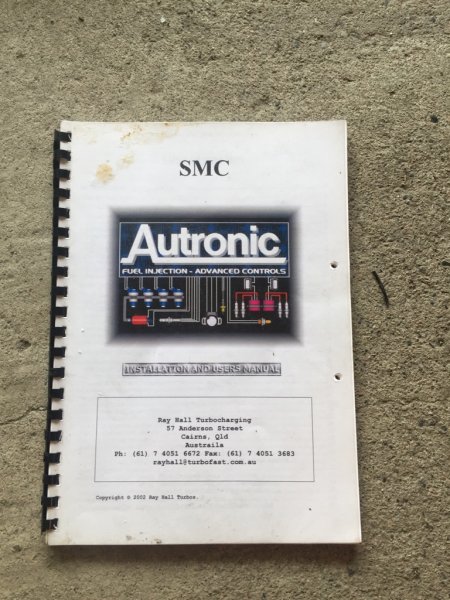 SMC
Autronic
FUEL INJECTION - ADVANCED CONTROLS
INSTALLATION AND USERS MANUAL
Ray Hall Turbocharging
57 Anderson Street
Cairns, Qld
Austraila
Ph: (61) 7 4051 6672 Fax: (61) 7 4051 3683
rayhall@turbofast.com.au
Copyright © 2002 Ray Hall Turbos.